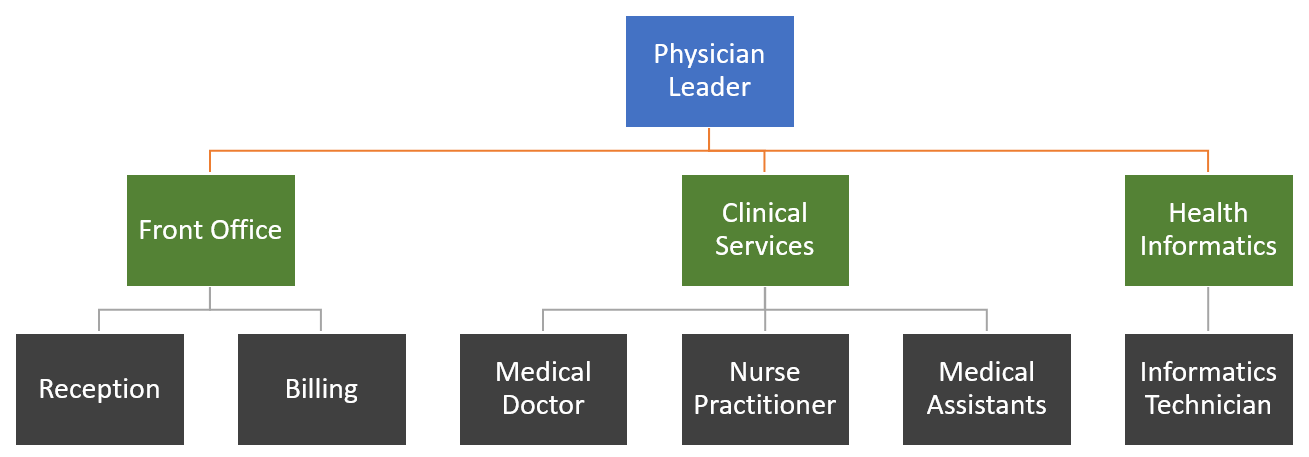 Physician
Leader
Front Office
Clinical
Services
Health
Informatics
Reception
Billing
Medical
Doctor
Nurse
Practitioner
Medical
Assistants
Informatics
Technician